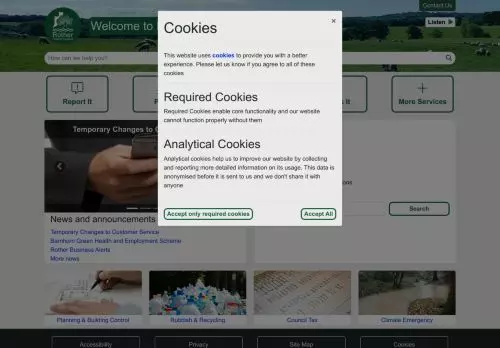 Contact Us
Rother
Welcome to
Listen
How can we help you?
Report It
More Services
Temporary Changes to
Search
News and announcements
Temporary Changes to Customer Service
Barnhorn Green Health and Employment Scheme
Rother Business Alerts
More news
Planning & Building Control
Rubbish & Recycling
Council Tax
Climate Emergency
Accessibility
Privacy
Site Map
Cookies
×
Cookies
This website uses cookies to provide you with a better
experience. Please let us know if you agree to all of these
cookies
Required Cookies
Required Cookies enable core functionality and our website
cannot function properly without them
Analytical Cookies
Analytical cookies help us to improve our website by collecting
and reporting more detailed information on its usage. This data is
anonymised before it is sent to us and we don't share it with
anyone
Accept only required cookies
Accept All